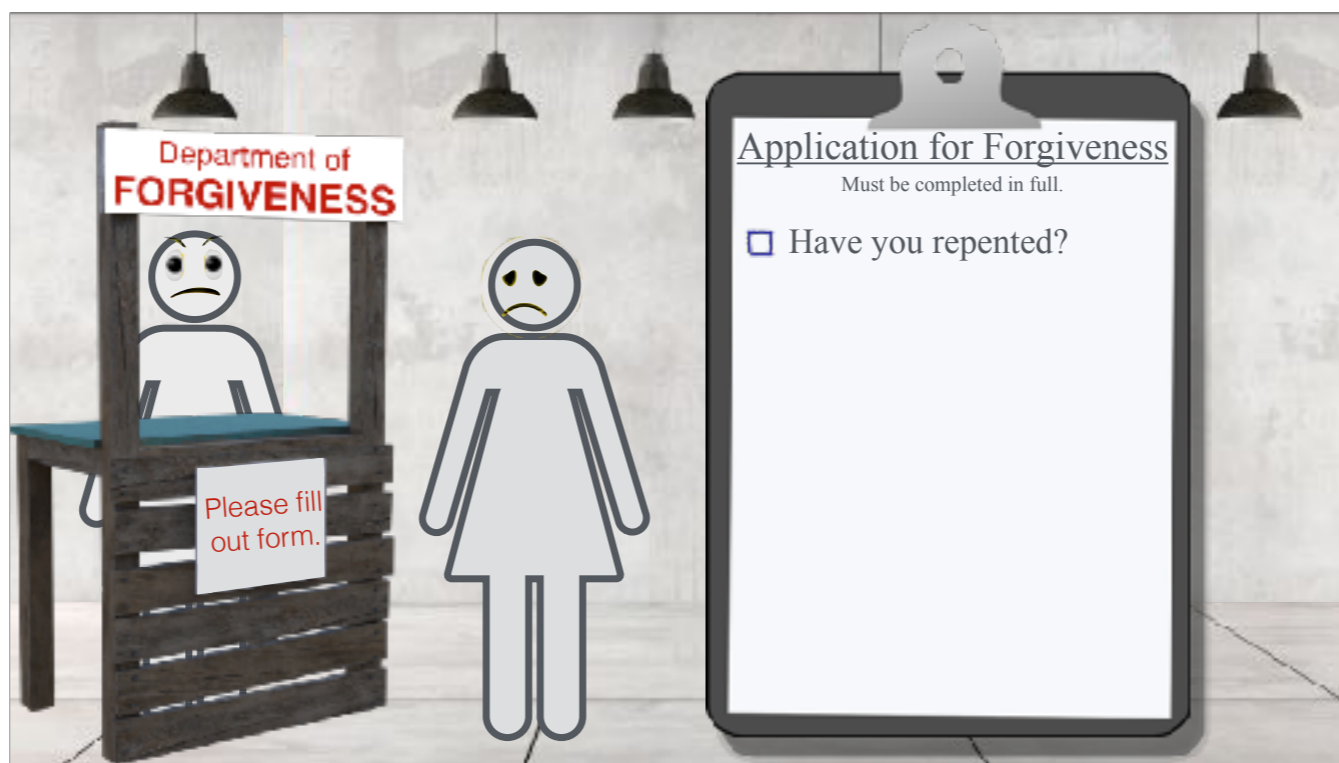 Department of
FORGIVENESS
Please fill
out form.
Application for Forgiveness
Must be completed in full.
Have you repented?